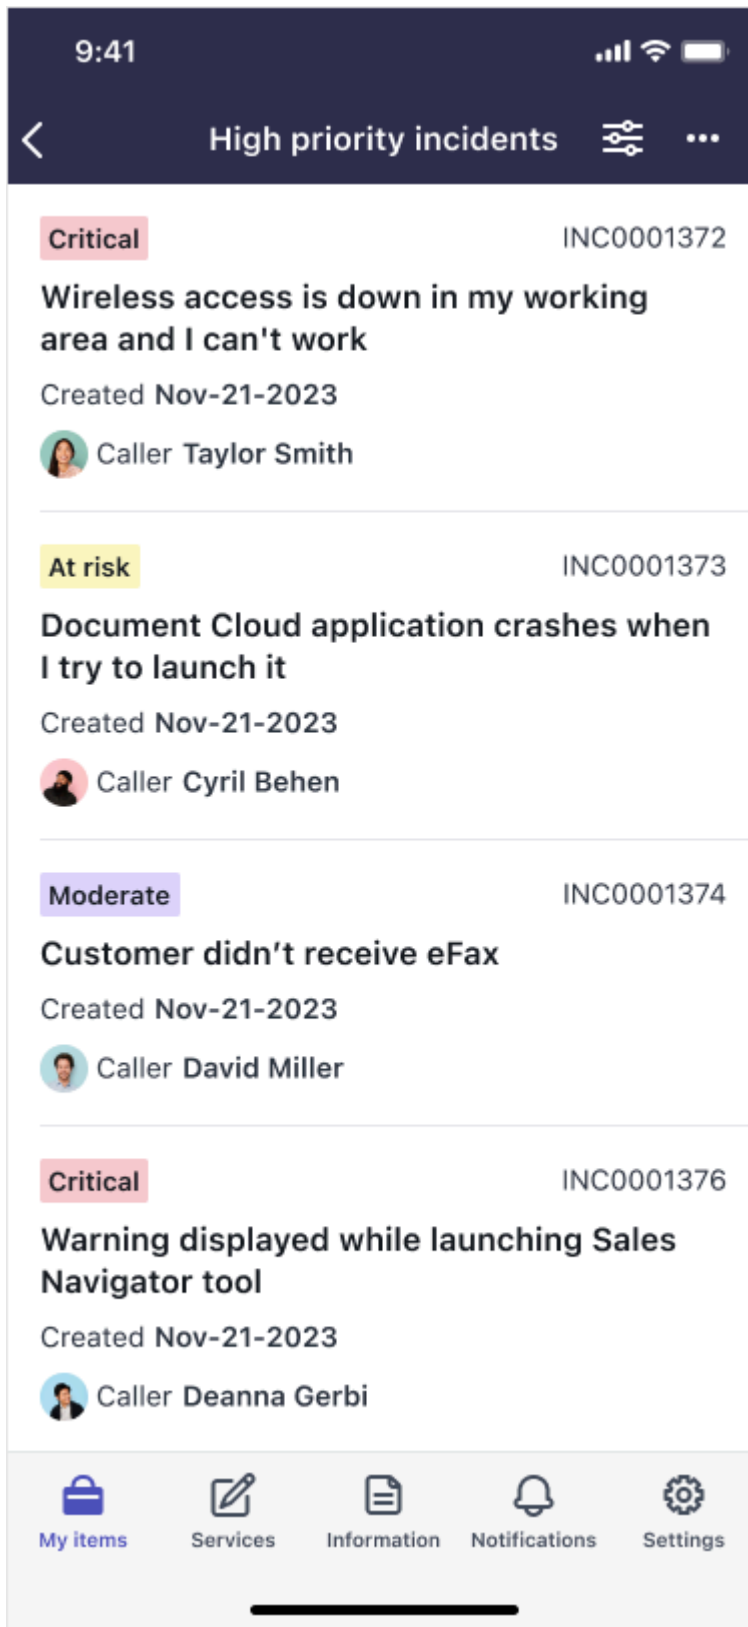 9:41
High priority incidents
Critical
INC0001372
Wireless access is down in my working
area and I can't work
Created Nov-21-2023
Caller Taylor Smith
At risk
INC0001373
Document Cloud application crashes when
I try to launch it
Created Nov-21-2023
Caller Cyril Behen
Moderate
INC0001374
Customer didn’t receive eFax
Created Nov-21-2023
Caller David Miller
Critical
INC0001376
Warning displayed while launching Sales
Navigator tool
Created Nov-21-2023
Caller Deanna Gerbi
My items
Services
Information
Notifications
Settings